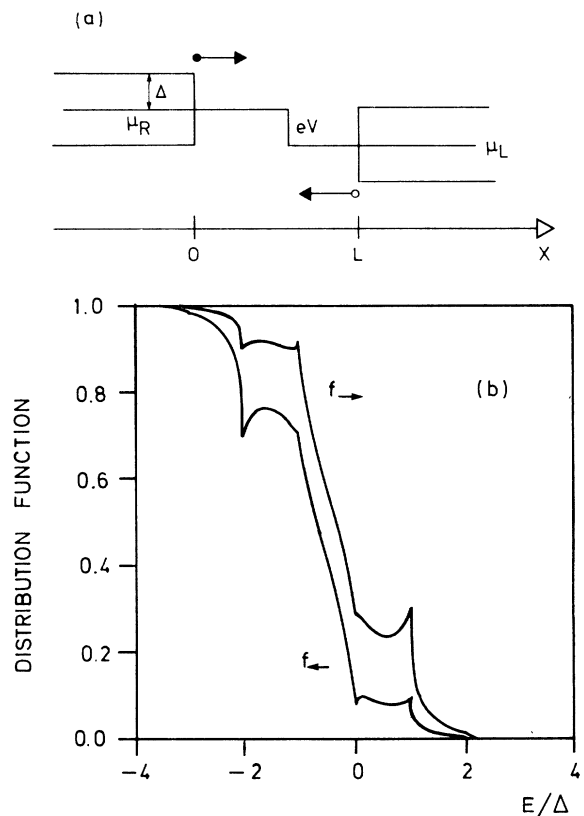 (a)
Δ
μR
eV
μL
0
L
X
1.0
(b)
f→
0.8
0.6
0.4
f←
0.2
0.0
-4
-2
0
2
4
E/Δ
DISTRIBUTION FUNCTION